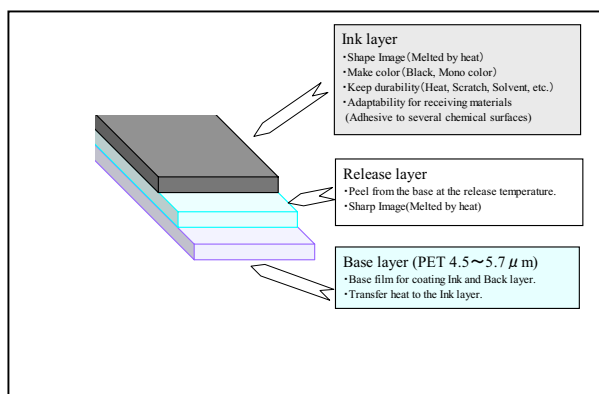 Ink layer
・Shape Image(Melted by heat)
・Make color(Black, Mono color)
・Keep durability(Heat, Scratch, Solvent, etc.)
・Adaptability for receiving materials
(Adhesive to several chemical surfaces)
Release layer
・Peel from the base at the release temperature.
・Sharp Image(Melted by heat)
Base layer (PET 4.5～5.7μm)
・Base film for coating Ink and Back layer.
・Transfer heat to the Ink layer.